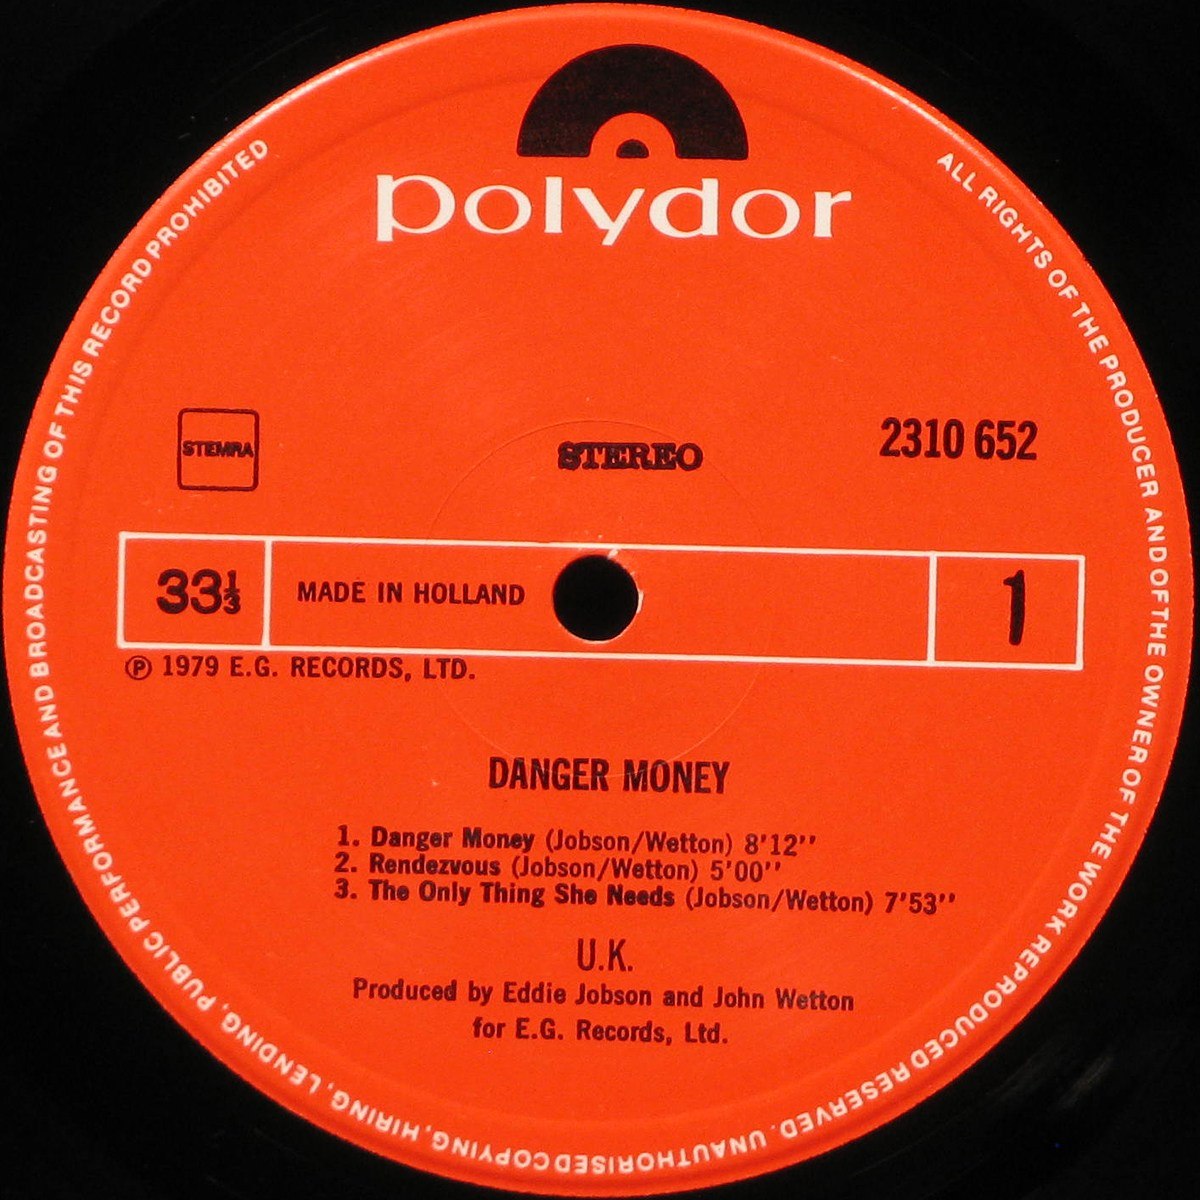 polydor
ALL RIGHTS OF THE PRODUCER AND OF THE OWNER OF THE WORK REPRODUCED RESERVED. UNAUTHORISED COPYING, HIRING, LENDING, PUBLIC PERFORMANCE AND BROADCASTING OF THIS RECORD PROHIBITED
STEMRA
STEREO
2310 652
33⅓
MADE IN HOLLAND
1
℗ 1979 E.G. RECORDS, LTD.
DANGER MONEY
1. Danger Money (Jobson/Wetton) 8'12''
2. Rendezvous (Jobson/Wetton) 5'00''
3. The Only Thing She Needs (Jobson/Wetton) 7'53''
U.K.
Produced by Eddie Jobson and John Wetton
for E.G. Records, Ltd.